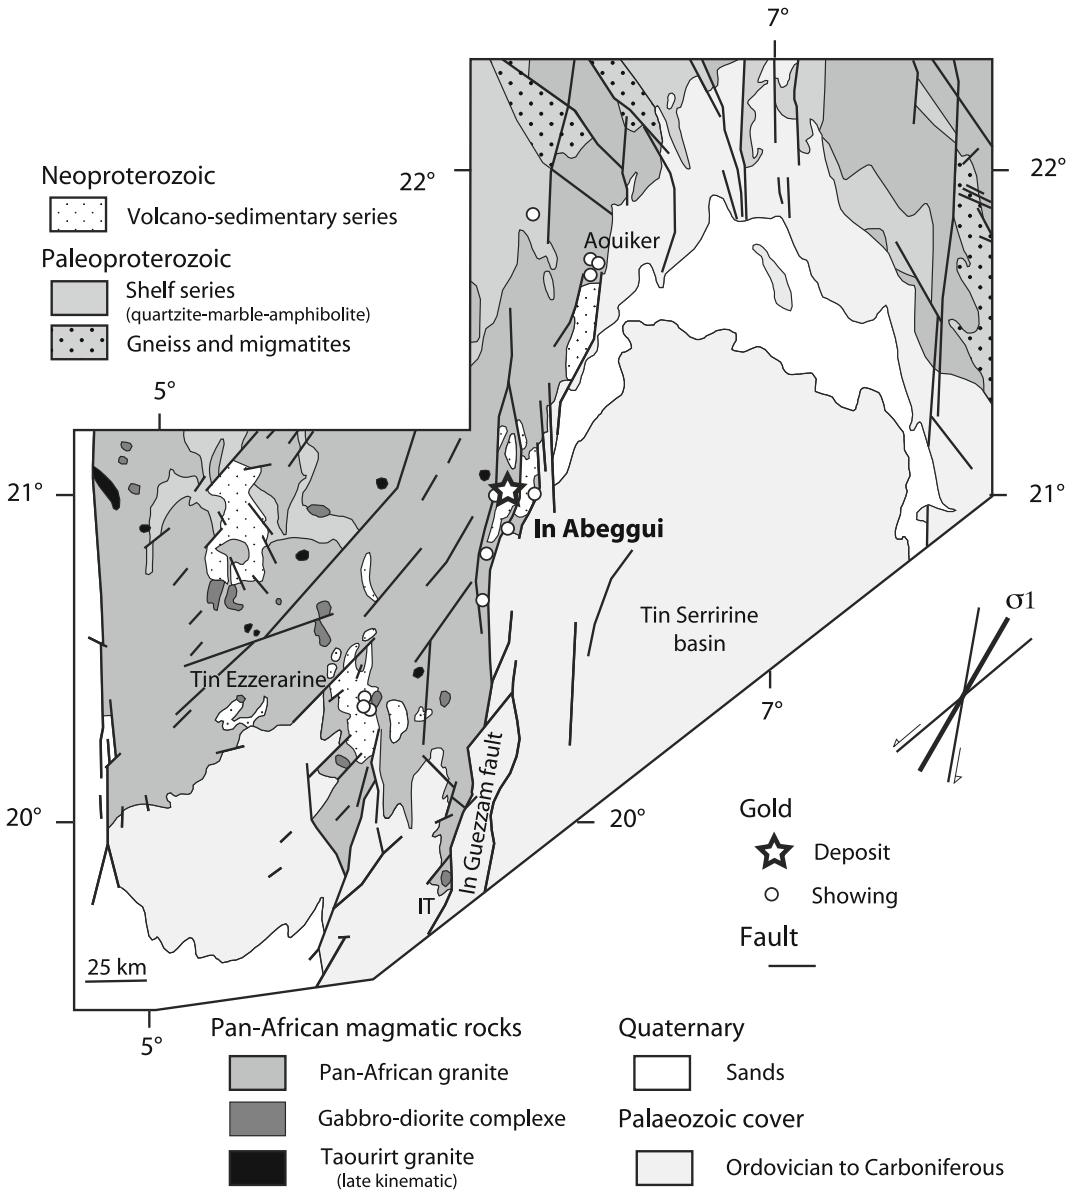 7°
22°
22°
Neoproterozoic
Volcano-sedimentary series
Paleoproterozoic
Shelf series
(quartzite-marble-amphibolite)
Gneiss and migmatites
Aouiker
5°
21°
21°
In Abeggui
σ1
Tin Serririne
basin
Tin Ezzerarine
7°
In Guezzam fault
20°
20°
Gold
Deposit
Showing
IT
Fault
25 km
5°
Pan-African magmatic rocks
Pan-African granite
Gabbro-diorite complexe
Taourirt granite
(late kinematic)
Quaternary
Sands
Palaeozoic cover
Ordovician to Carboniferous